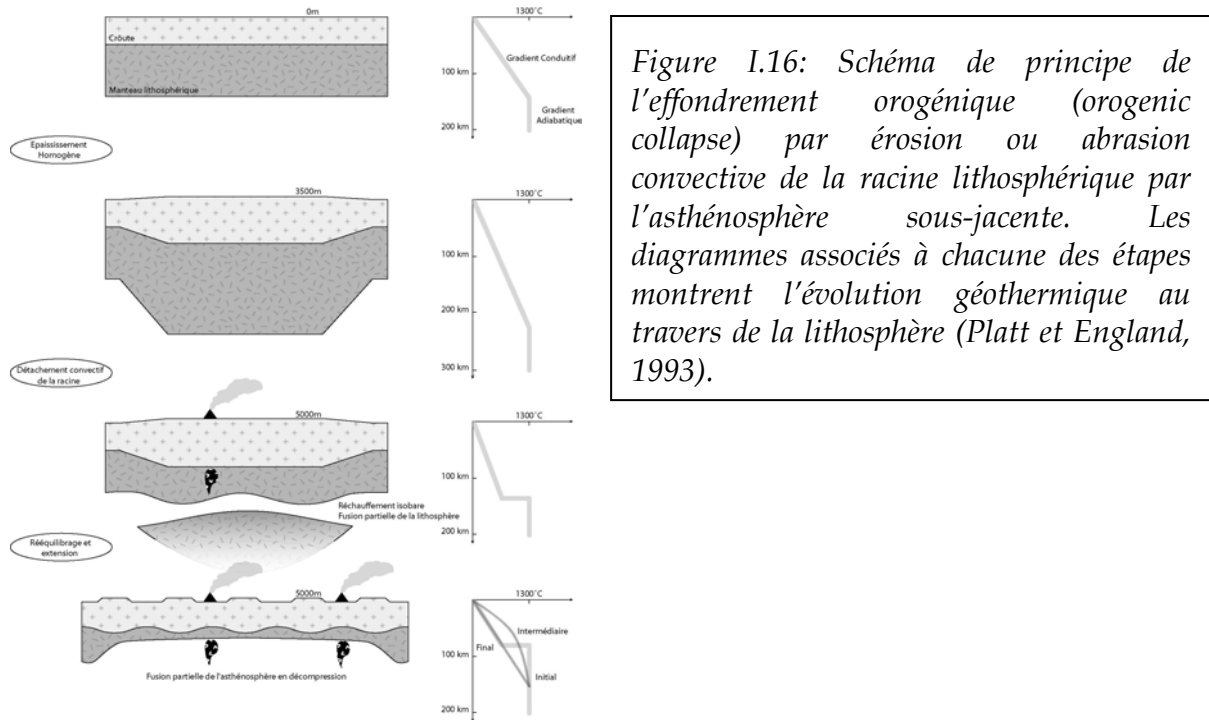 0m
Croûte
Manteau lithosphérique
1300°C
Gradient Conduitif
100 km
Gradient
Adiabatique
200 km
Epaississement
Homogène
3500m
1300°C
100 km
200 km
300 km
Détachement convectif
de la racine
5000m
1300°C
100 km
Réchauffement isobare
Fusion partielle de la lithosphère
200 km
Rééquilibrage et
extension
5000m
1300°C
Intermédiaire
Final
100 km
Initial
Fusion partielle de l'asthénosphère en décompression
200 km
Figure I.16: Schéma de principe de
l'effondrement orogénique (orogenic
collapse) par érosion ou abrasion
convective de la racine lithosphérique par
l'asthénosphère sous-jacente. Les
diagrammes associés à chacune des étapes
montrent l'évolution géothermique au
travers de la lithosphère (Platt et England,
1993).